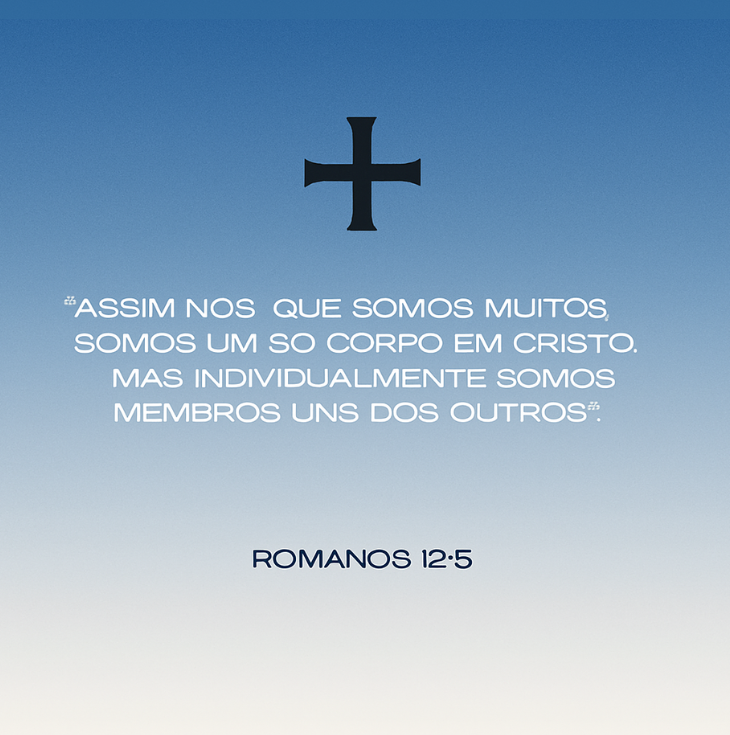 "ASSIM NOS QUE SOMOS MUITOS,
SOMOS UM SO CORPO EM CRISTO.
MAS INDIVIDUALMENTE SOMOS
MEMBROS UNS DOS OUTROS".
ROMANOS 12•5